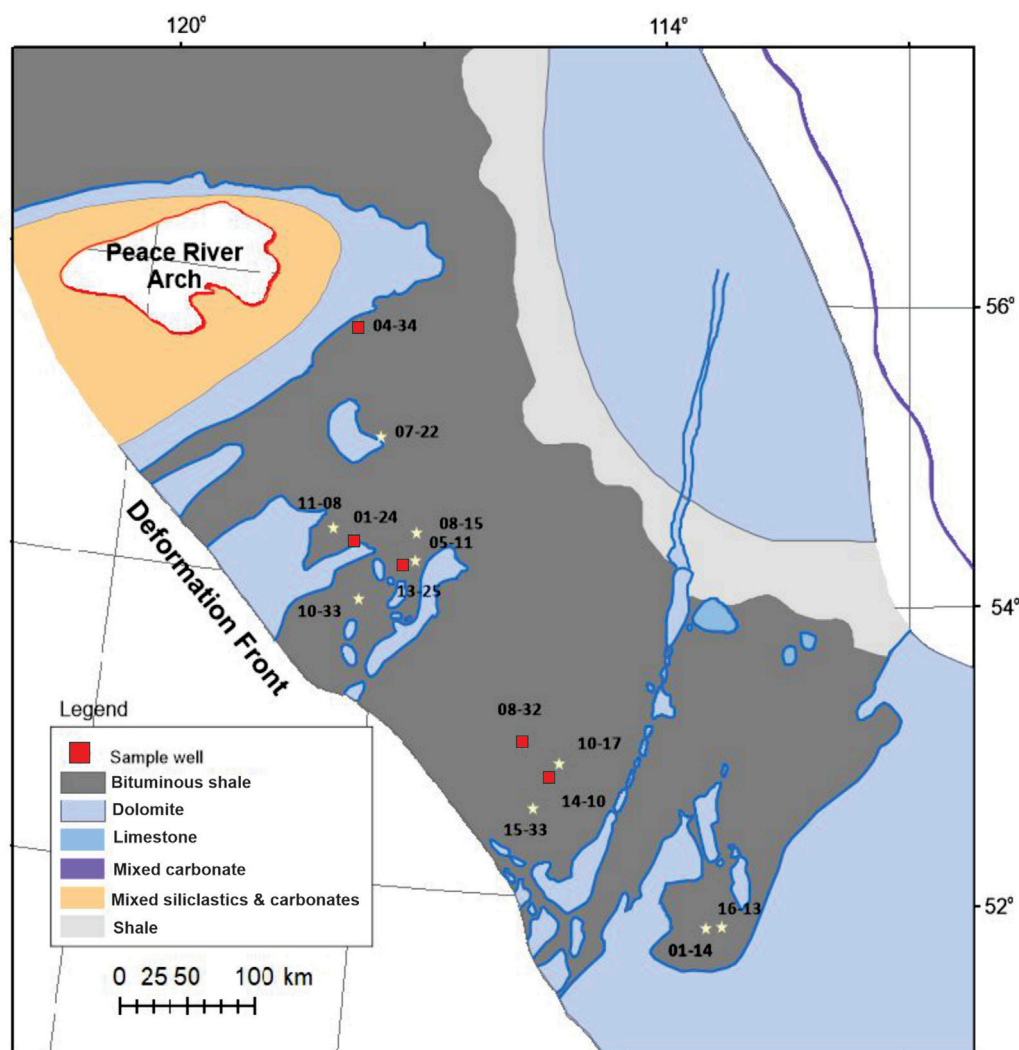 120°
114°
Peace River
Arch
56°
04-34
07-22
11-08
01-24
08-15
05-11
13-25
10-33
54°
Deformation Front
08-32
10-17
14-10
15-33
16-13
01-14
52°
Legend
Sample well
Bituminous shale
Dolomite
Limestone
Mixed carbonate
Mixed siliclastics & carbonates
Shale
0 25 50 100 km